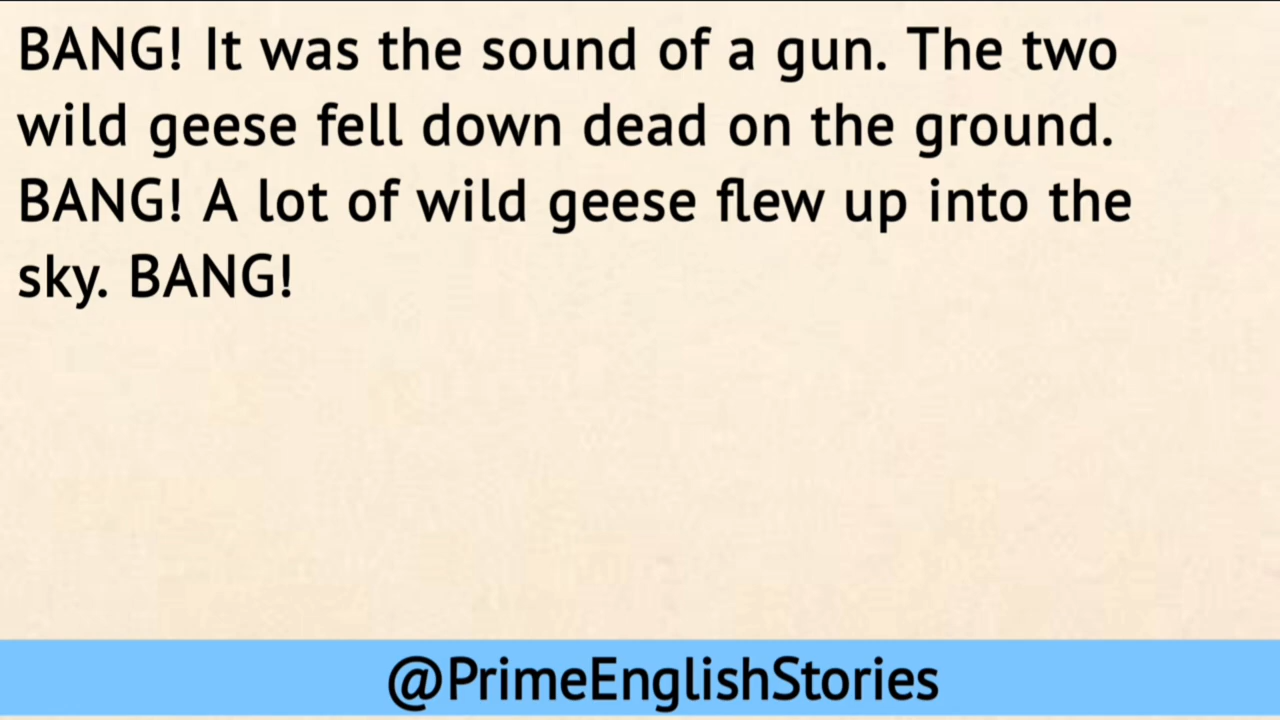 BANG! It was the sound of a gun. The two
wild geese fell down dead on the ground.
BANG! A lot of wild geese flew up into the
sky. BANG!
@PrimeEnglishStories